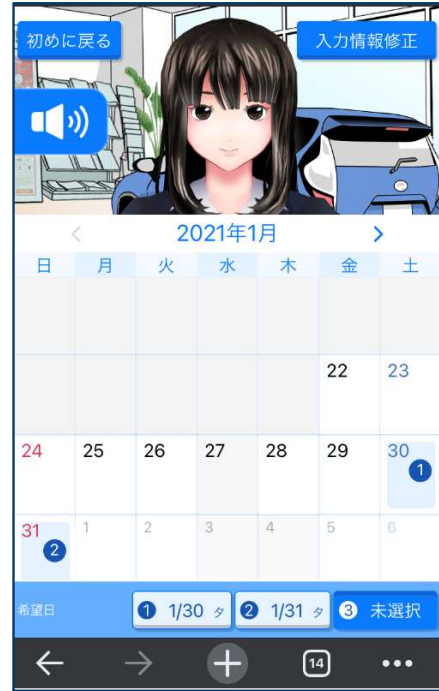 初めに戻る 入力情報修正
< 2021年1月 >
日 月 火 水 木 金 土
22 23
24 25 26 27 28 29 30
1
31 1 2 3 4 5 6
2
希望日 1 1/30 夕 2 1/31 夕 3 未選択
14